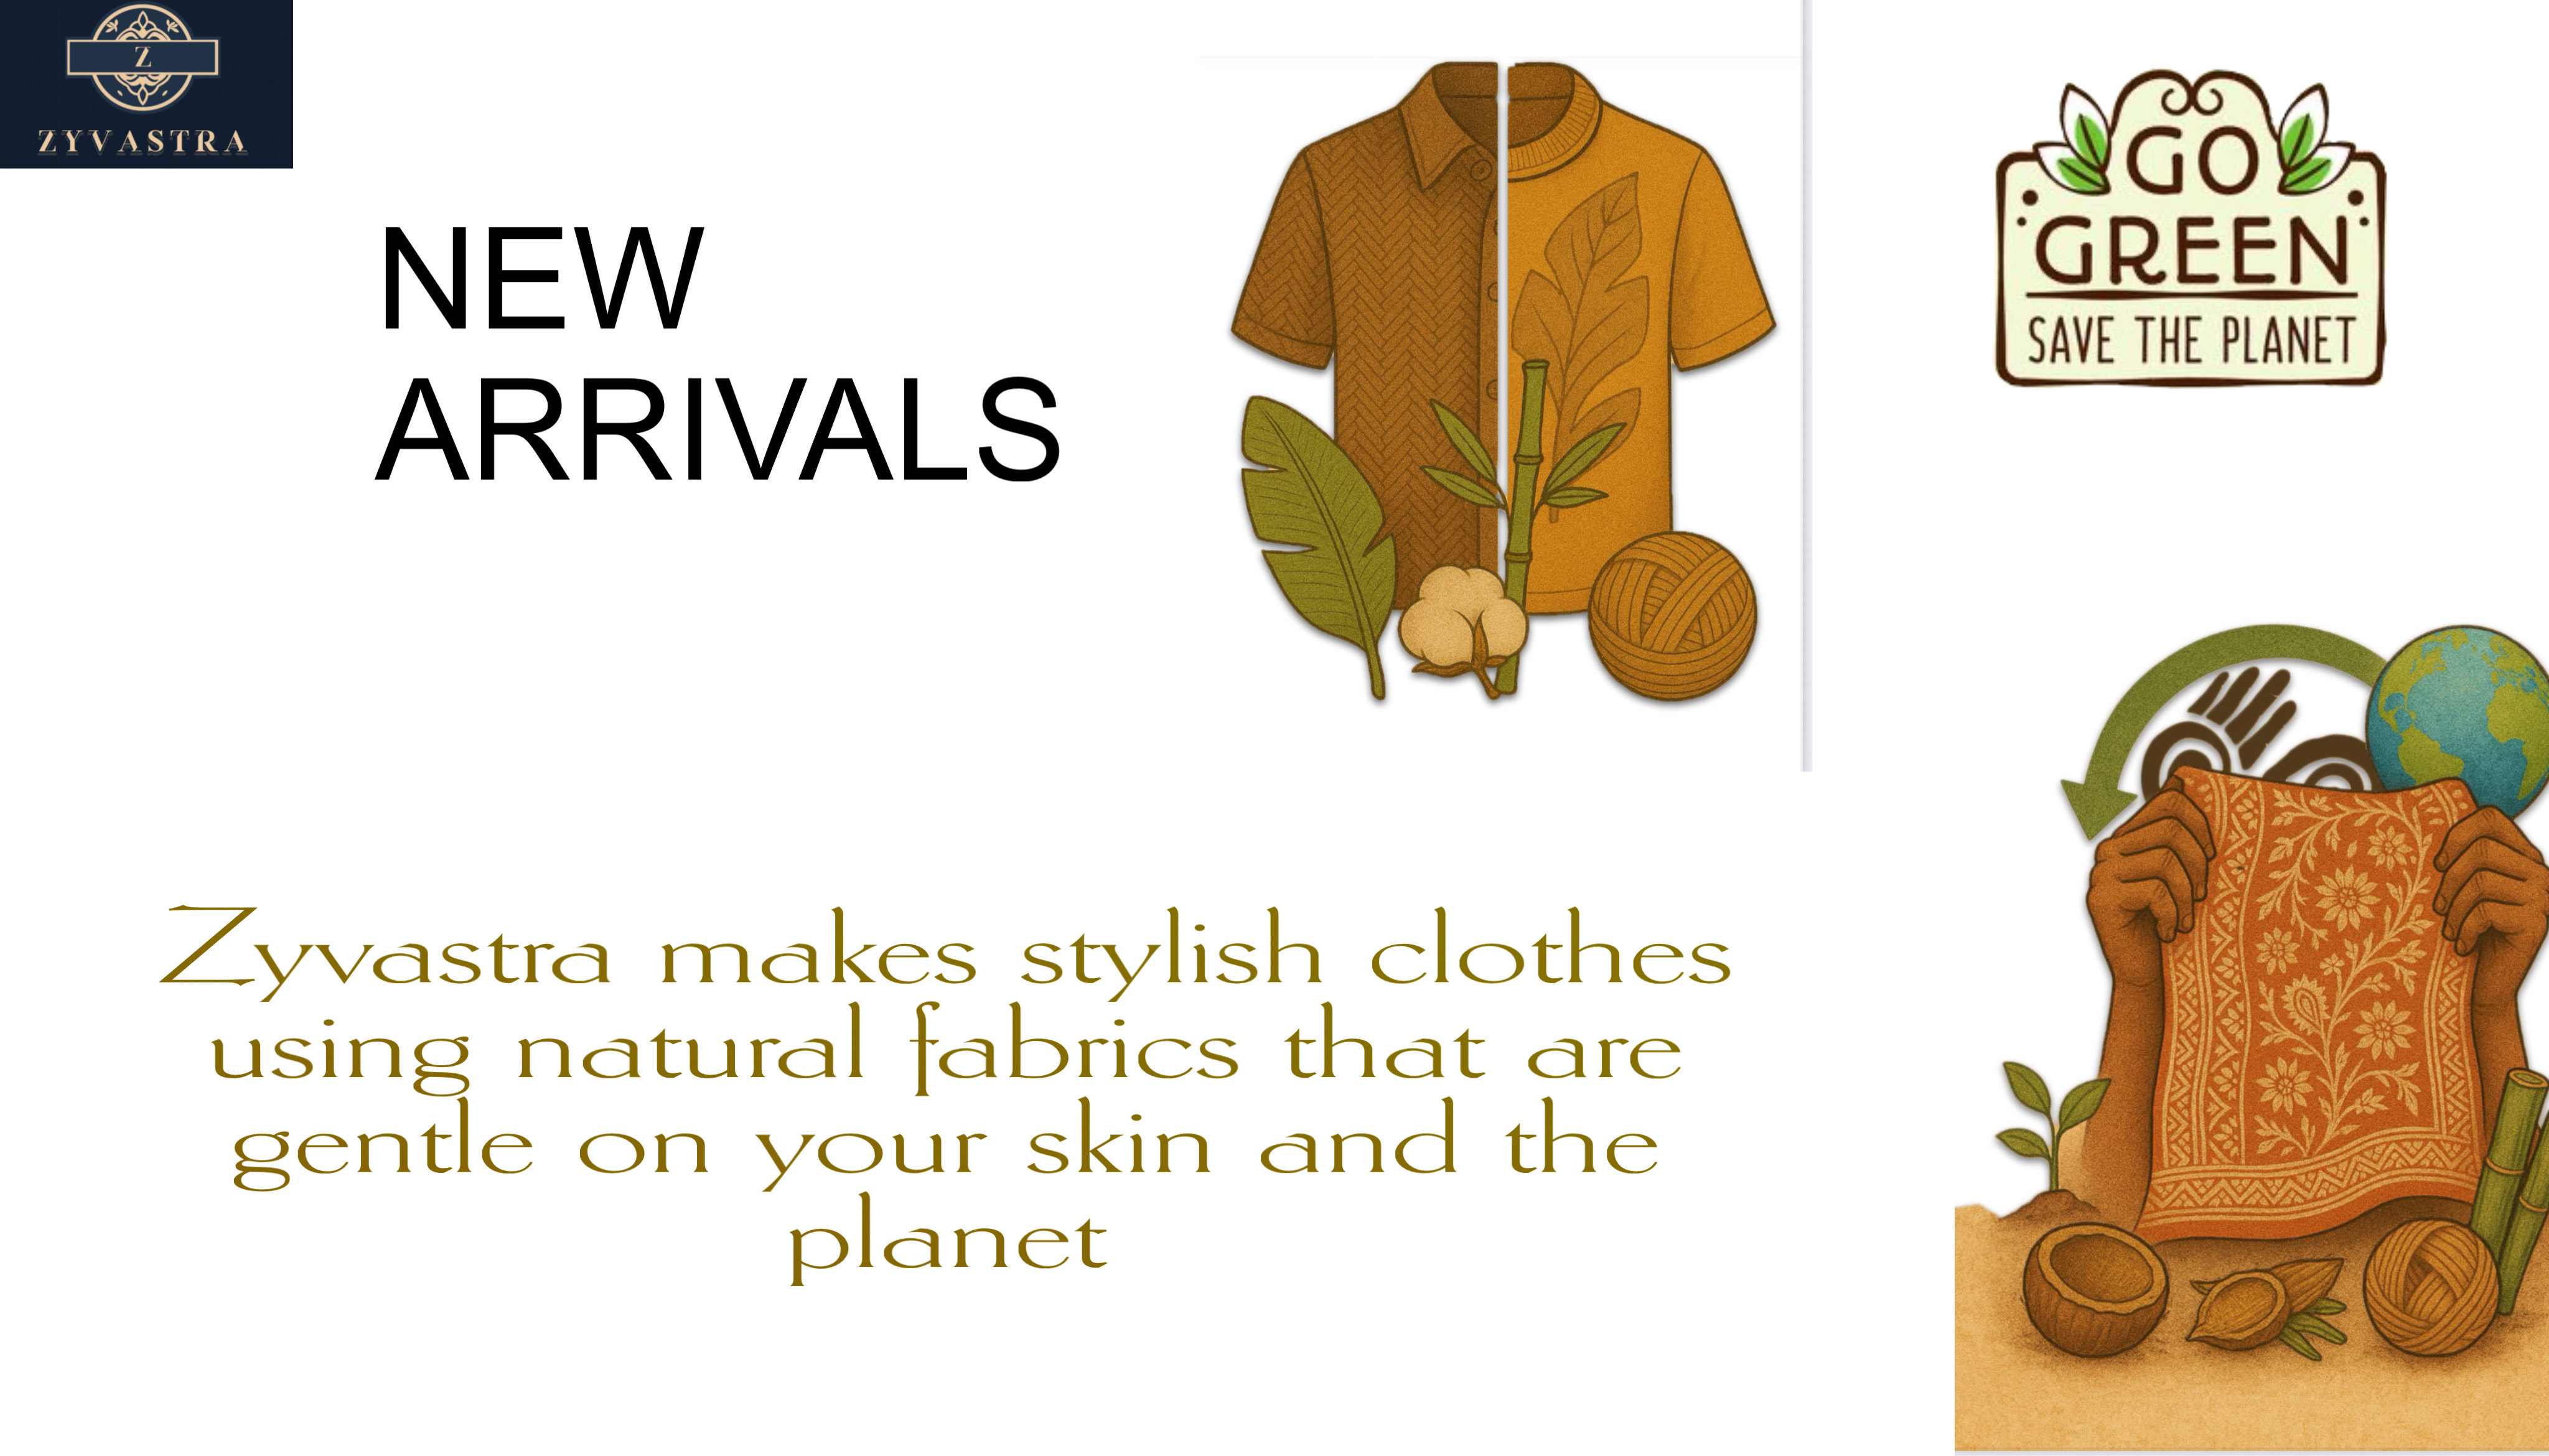 Z
ZYVASTRA
NEW
ARRIVALS
GO
GREEN
SAVE THE PLANET
Zyvastra makes stylish clothes
using natural fabrics that are
gentle on your skin and the
planet